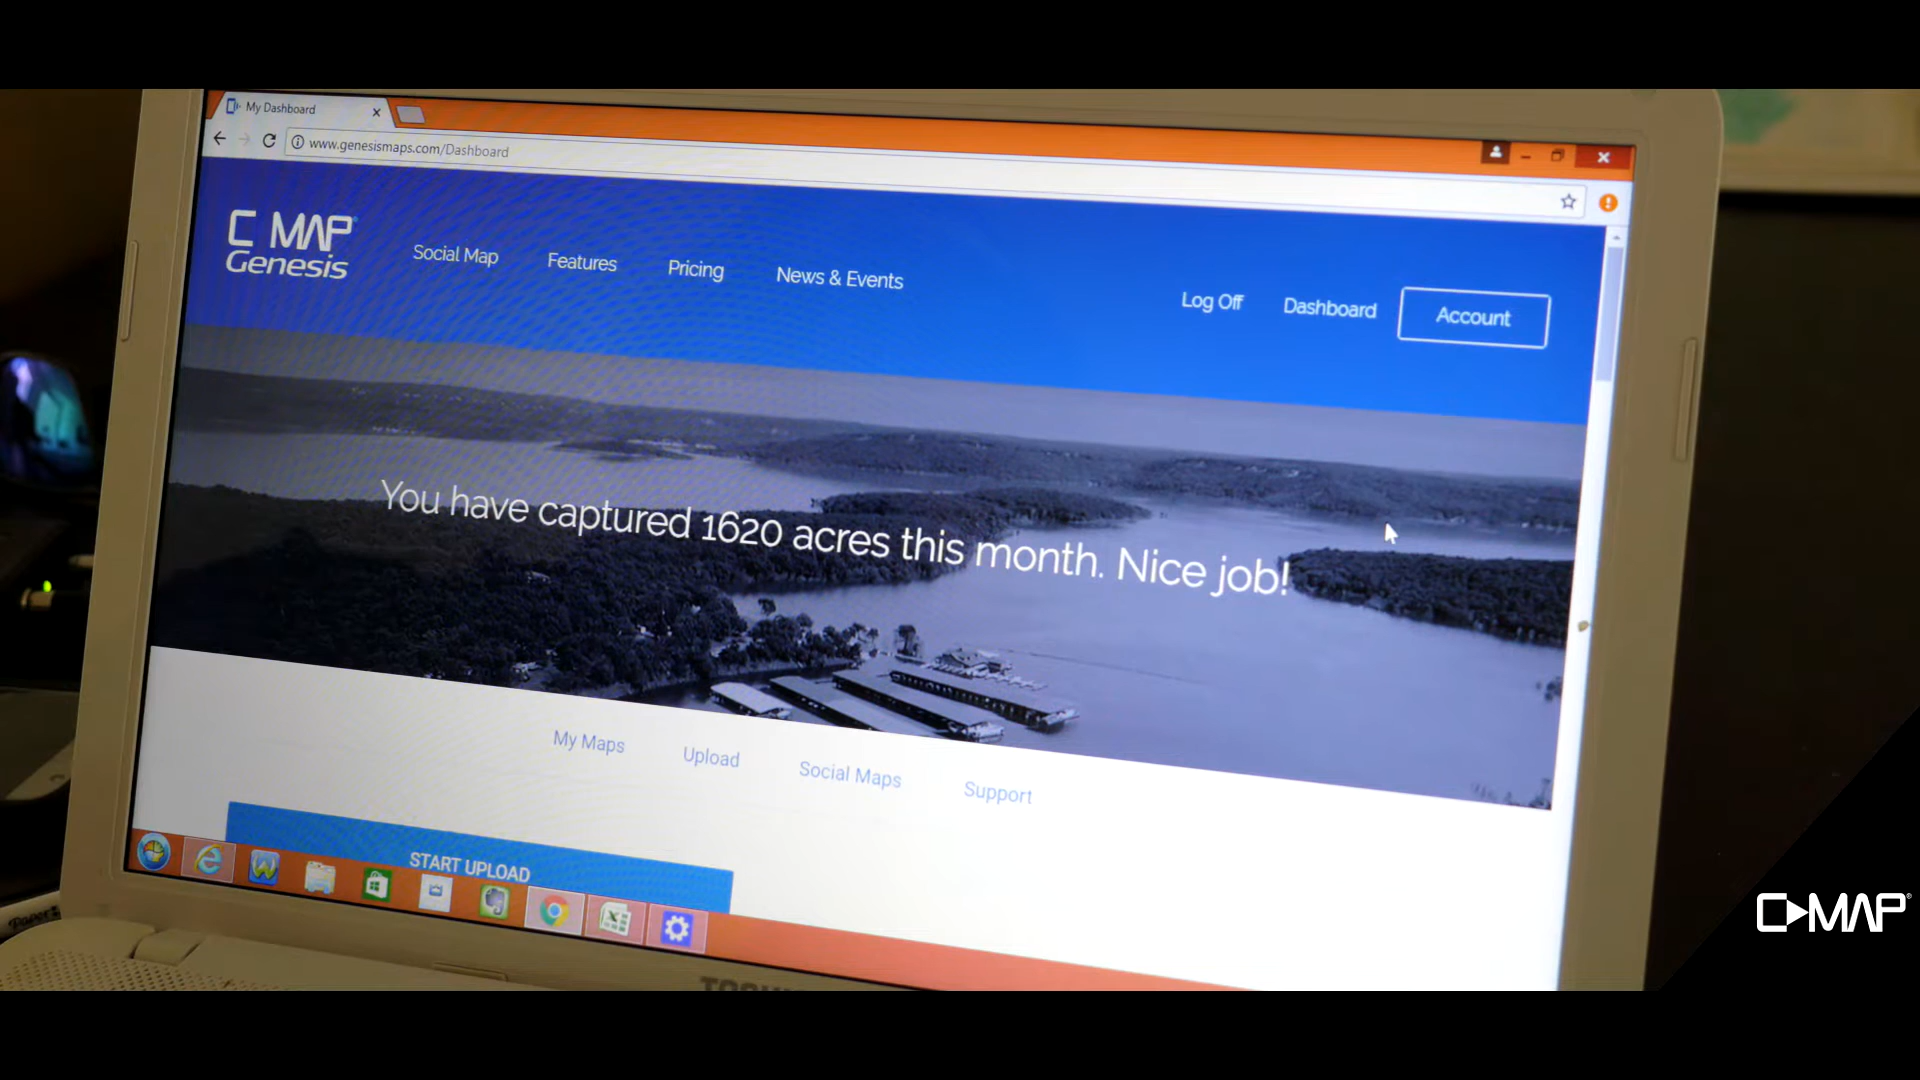 My Dashboard
www.genesismaps.com/Dashboard
C MAP
Genesis
Social Map
Features
Pricing
News & Events
Log Off
Dashboard
Account
You have captured 1620 acres this month. Nice job!
My Maps
Upload
Social Maps
Support
START UPLOAD
C-MAP®